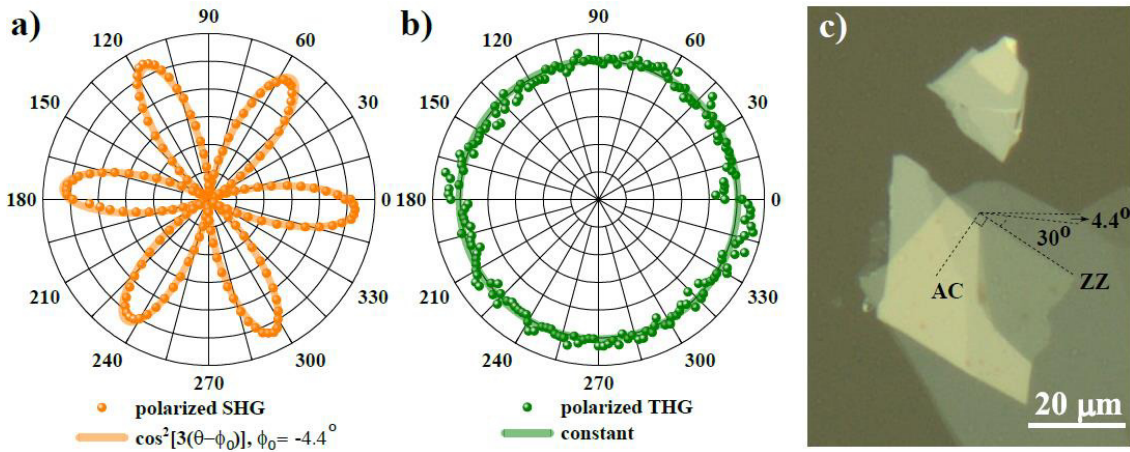 a)
90
120
60
150
30
180
0
210
330
240
300
270
polarized SHG
cos²[3(θ−ϕ₀)], ϕ₀= -4.4°
b)
90
120
60
150
30
180
0
210
330
240
300
270
polarized THG
constant
c)
4.4°
30°
AC
ZZ
20 μm